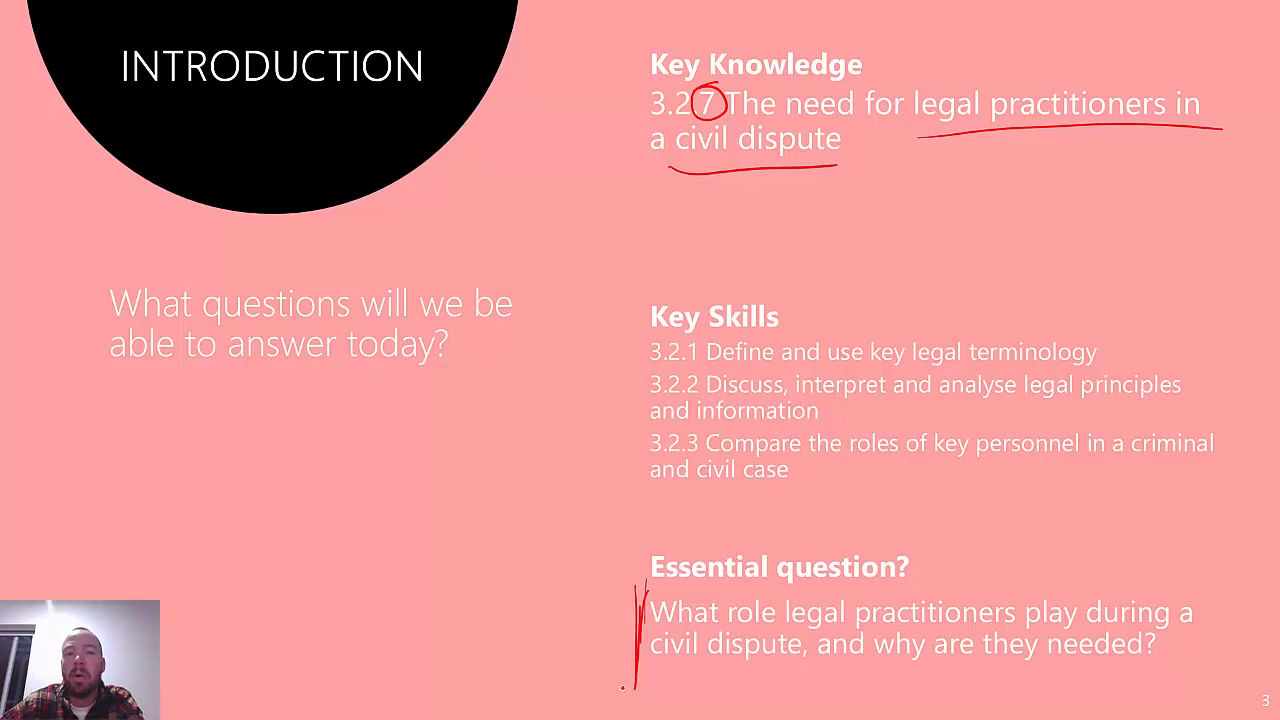 INTRODUCTION
What questions will we be
able to answer today?
Key Knowledge
3.2.7 The need for legal practitioners in
a civil dispute
Key Skills
3.2.1 Define and use key legal terminology
3.2.2 Discuss, interpret and analyse legal principles
and information
3.2.3 Compare the roles of key personnel in a criminal
and civil case
Essential question?
What role legal practitioners play during a
civil dispute, and why are they needed?
3